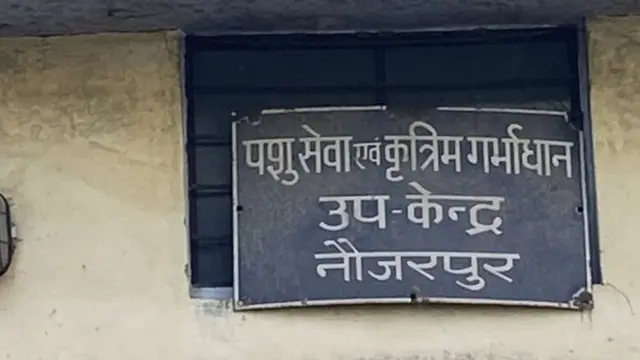 पशु सेवा एवं कृत्रिम गर्भाधान
उप-केन्द्र
नौजरपुर